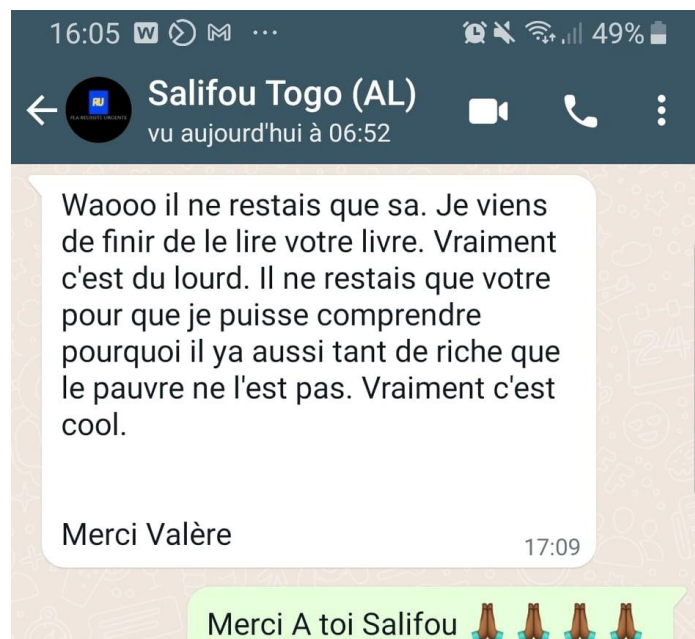 16:05 W M ... 49%
Salifou Togo (AL)
vu aujourd'hui à 06:52
RU
Waooo il ne restais que sa. Je viens
de finir de le lire votre livre. Vraiment
c'est du lourd. Il ne restais que votre
pour que je puisse comprendre
pourquoi il ya aussi tant de riche que
le pauvre ne l'est pas. Vraiment c'est
cool.
Merci Valère
17:09
Merci A toi Salifou 🙏🏾🙏🏾🙏🏾🙏🏾